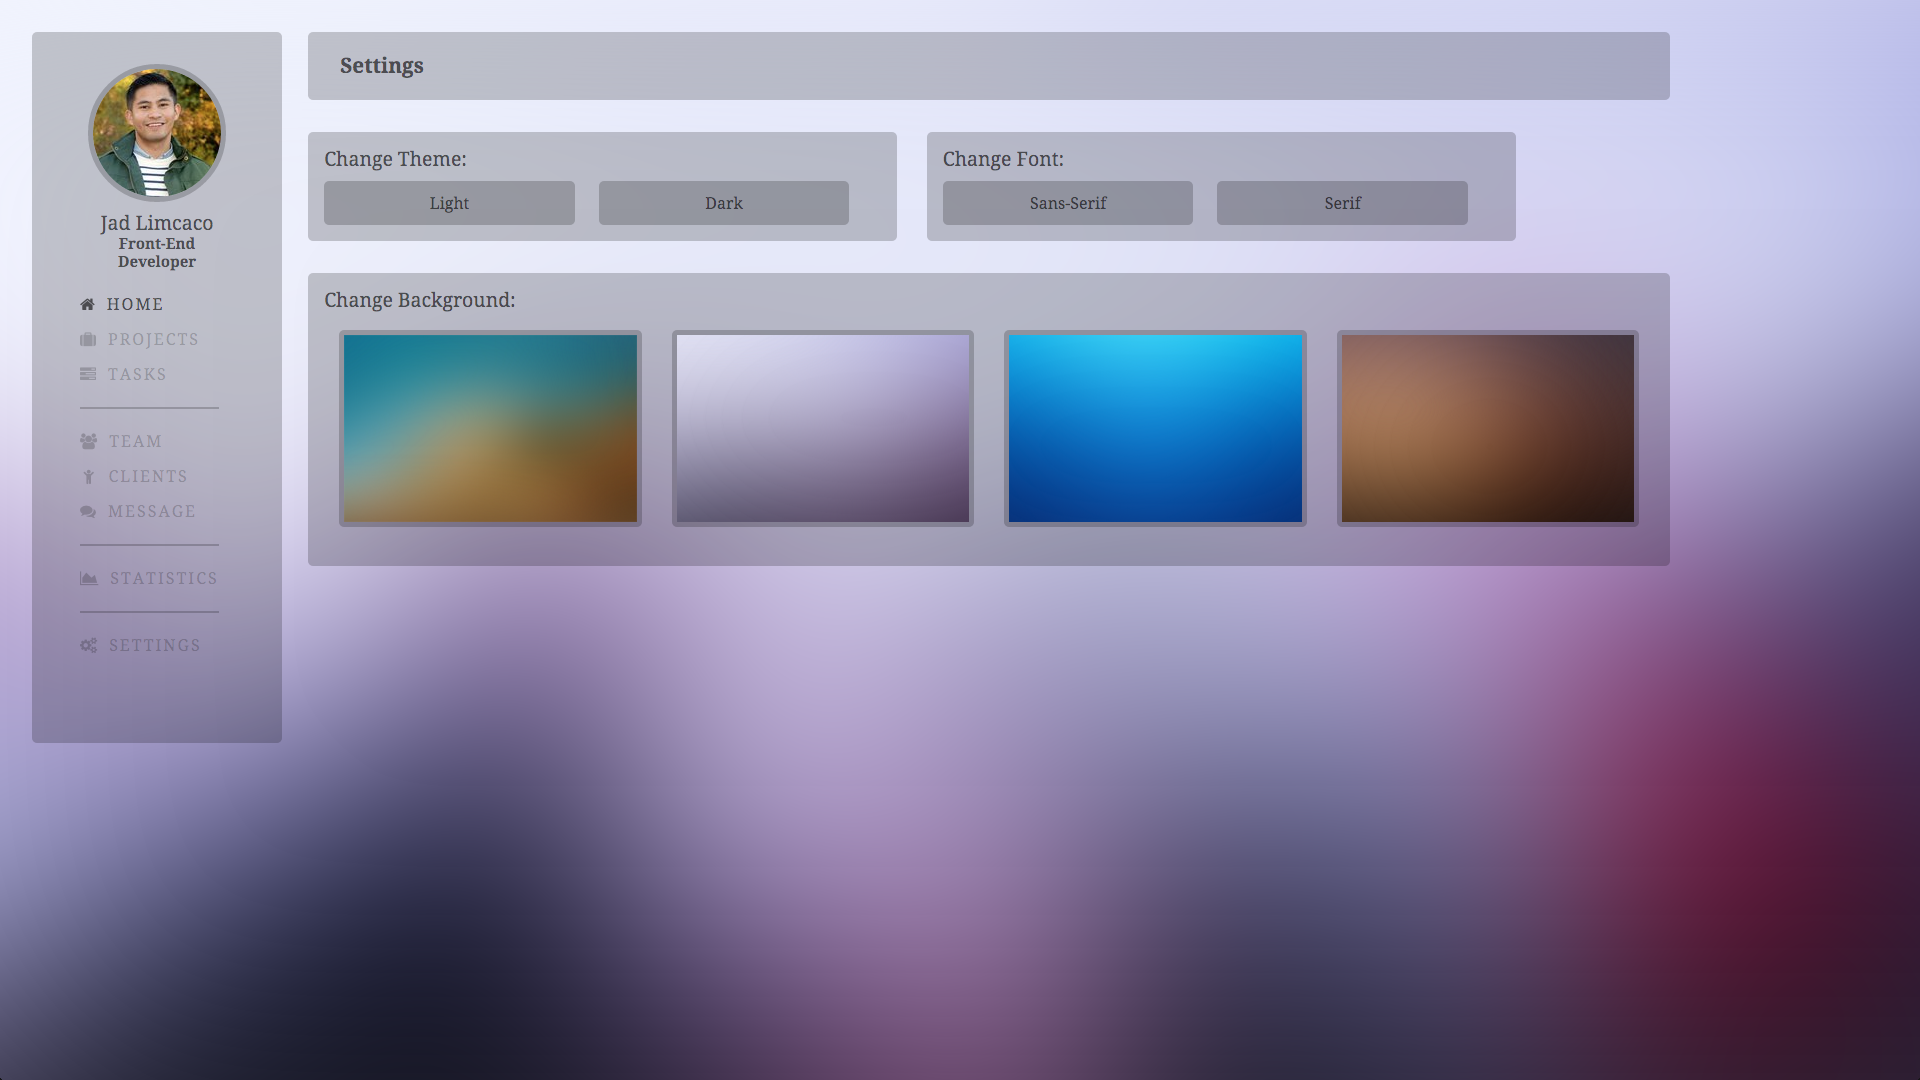 Jad Limcaco
Front-End
Developer
HOME
PROJECTS
TASKS
TEAM
CLIENTS
MESSAGE
STATISTICS
SETTINGS
Settings
Change Theme:
Light
Dark
Change Font:
Sans-Serif
Serif
Change Background: